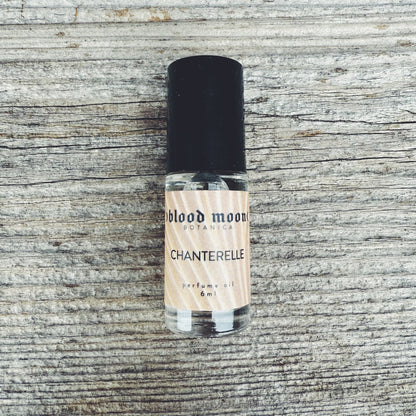 blood moon
BOTANICA
CHANTERELLE
perfume oil
6ml